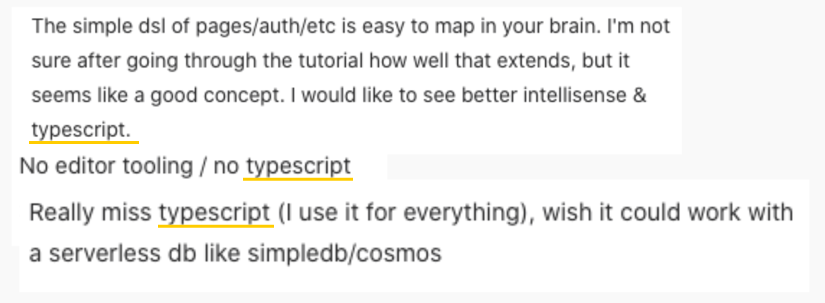 The simple dsl of pages/auth/etc is easy to map in your brain. I'm not
sure after going through the tutorial how well that extends, but it
seems like a good concept. I would like to see better intellisense &
typescript.
No editor tooling / no typescript
Really miss typescript (I use it for everything), wish it could work with
a serverless db like simpledb/cosmos